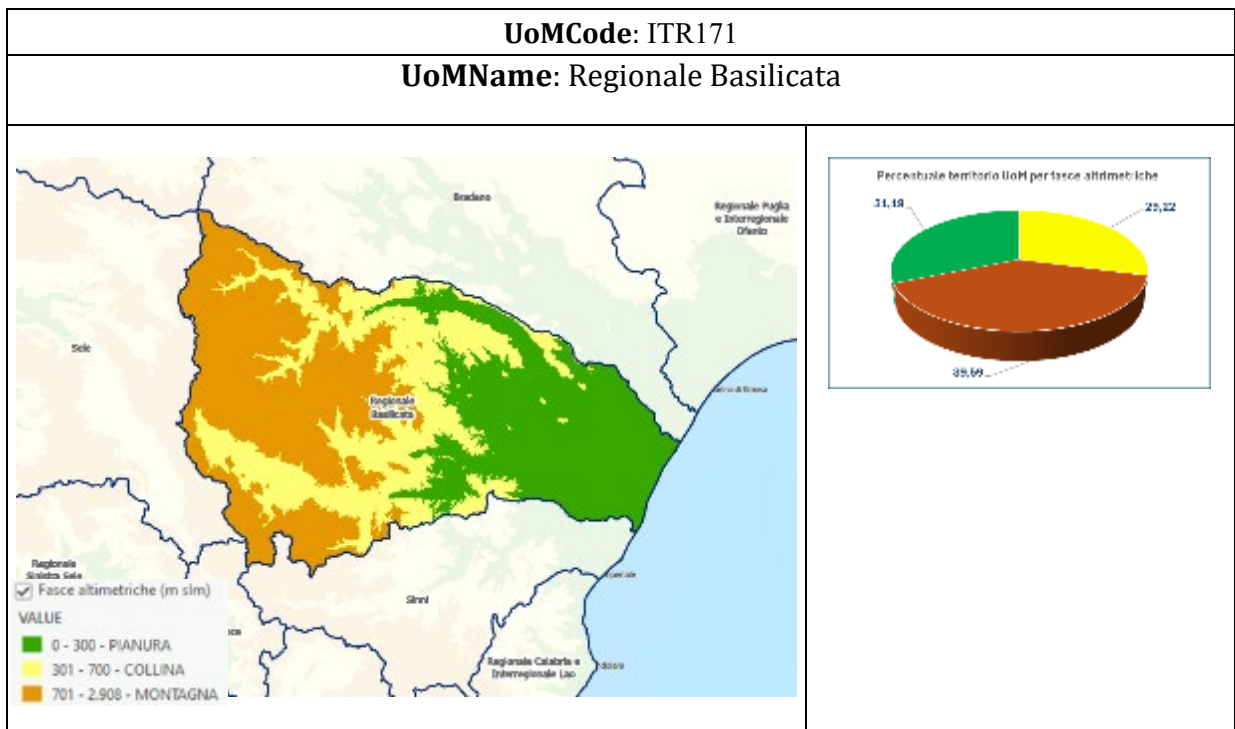 UoMCode: ITR171
UoMName: Regionale Basilicata
Bradano
Regionale Puglia
e Interregionale
Ofanto
Sele
Regionale
Basilicata
Regionale
Sinistra Sele
Sinni
Regionale Calabria e
Interregionale Lao
Fasce altimetriche (m slm)
VALUE
0 - 300 - PIANURA
301 - 700 - COLLINA
701 - 2.908 - MONTAGNA
Percentuale territorio UoM per fasce altrimetriche
31,18
29,22
39,59